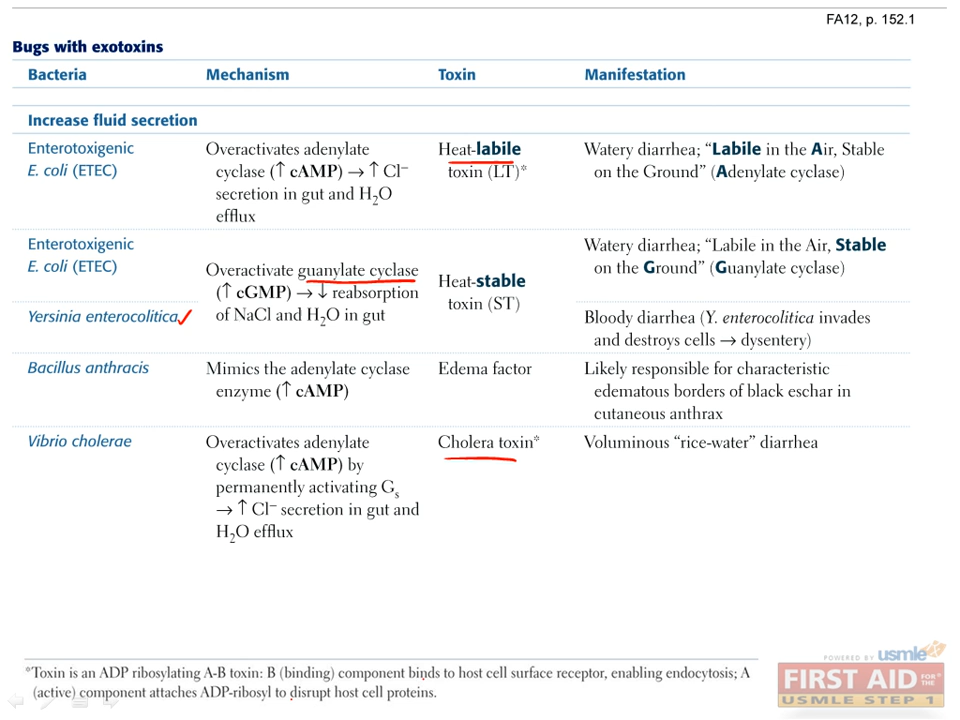 FA12, p. 152.1
Bugs with exotoxins
Bacteria Mechanism Toxin Manifestation
Increase fluid secretion
Enterotoxigenic
E. coli (ETEC)
Overactivates adenylate
cyclase (↑ cAMP) → ↑ Cl⁻
secretion in gut and H₂O
efflux
Heat-labile
toxin (LT)*
Watery diarrhea; “Labile in the Air, Stable
on the Ground” (Adenylate cyclase)
Enterotoxigenic
E. coli (ETEC)
Overactivate guanylate cyclase
(↑ cGMP) → ↓ reabsorption
of NaCl and H₂O in gut
Heat-stable
toxin (ST)
Watery diarrhea; “Labile in the Air, Stable
on the Ground” (Guanylate cyclase)
Yersinia enterocolitica
Bloody diarrhea (Y. enterocolitica invades
and destroys cells → dysentery)
Bacillus anthracis
Mimics the adenylate cyclase
enzyme (↑ cAMP)
Edema factor
Likely responsible for characteristic
edematous borders of black eschar in
cutaneous anthrax
Vibrio cholerae
Overactivates adenylate
cyclase (↑ cAMP) by
permanently activating Gₛ
→ ↑ Cl⁻ secretion in gut and
H₂O efflux
Cholera toxin*
Voluminous “rice-water” diarrhea
*Toxin is an ADP ribosylating A-B toxin: B (binding) component binds to host cell surface receptor, enabling endocytosis; A
(active) component attaches ADP-ribosyl to disrupt host cell proteins.
POWERED BY usmle
FIRST AID FOR THE
USMLE STEP 1